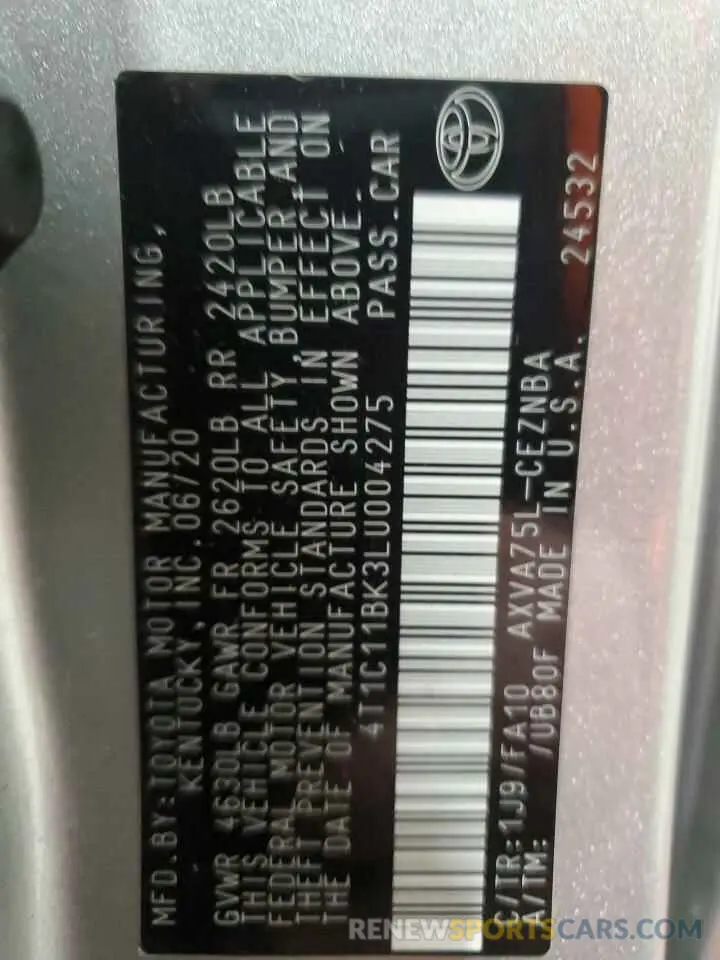 MFD.BY:TOYOTA MOTOR MANUFACTURING,
KENTUCKY,INC.06/20
GVWR 4630LB GAWR FR 2620LB RR 2420LB
THIS VEHICLE CONFORMS TO ALL APPLICABLE
FEDERAL MOTOR VEHICLE SAFETY,BUMPER,AND
THEFT PREVENTION STANDARDS IN EFFECT ON
THE DATE OF MANUFACTURE SHOWN ABOVE.
4T1C11BK3LU004275 PASS.CAR
C/TR:1J9/FA10 AXVA75L-CEZNBA 24532
A/TM: /UB80F MADE IN U.S.A.
RENEWSPORTSCARS.COM